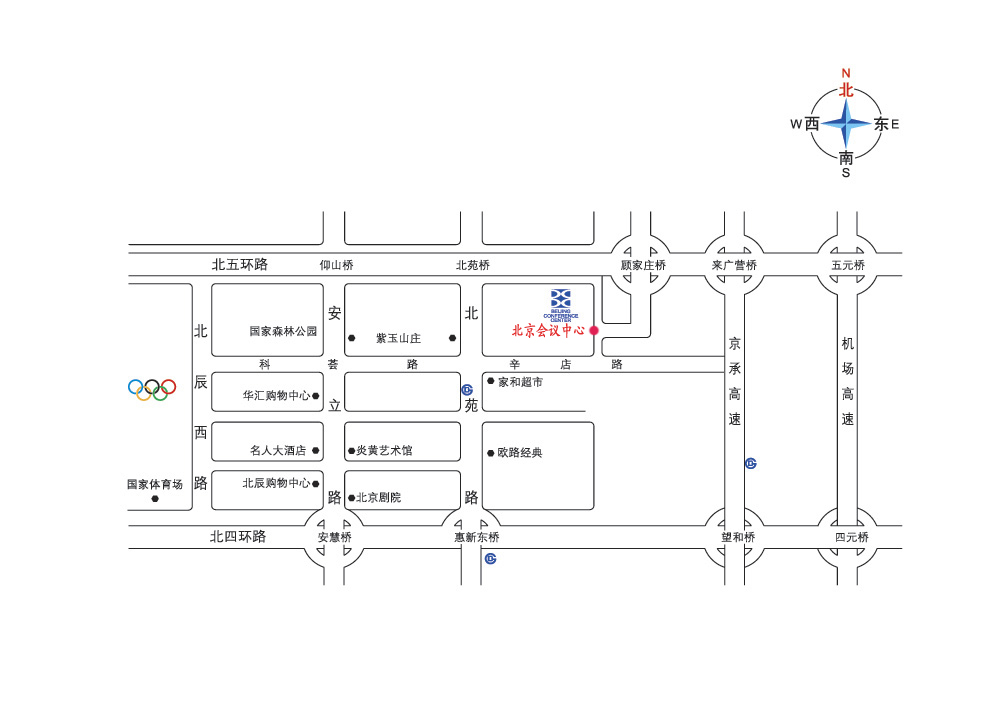 N
北
W 西 东 E
南
S
北五环路
仰山桥
北苑桥
顾家庄桥
来广营桥
五元桥
国家森林公园
紫玉山庄
BEIJING
CONFERENCE
CENTER
北京会议中心
科荟路
辛店路
北辰西路
安立路
北苑路
京承高速
机场高速
华汇购物中心
家和超市
名人大酒店
炎黄艺术馆
欧路经典
国家体育场
北辰购物中心
北京剧院
北四环路
安慧桥
惠新东桥
望和桥
四元桥